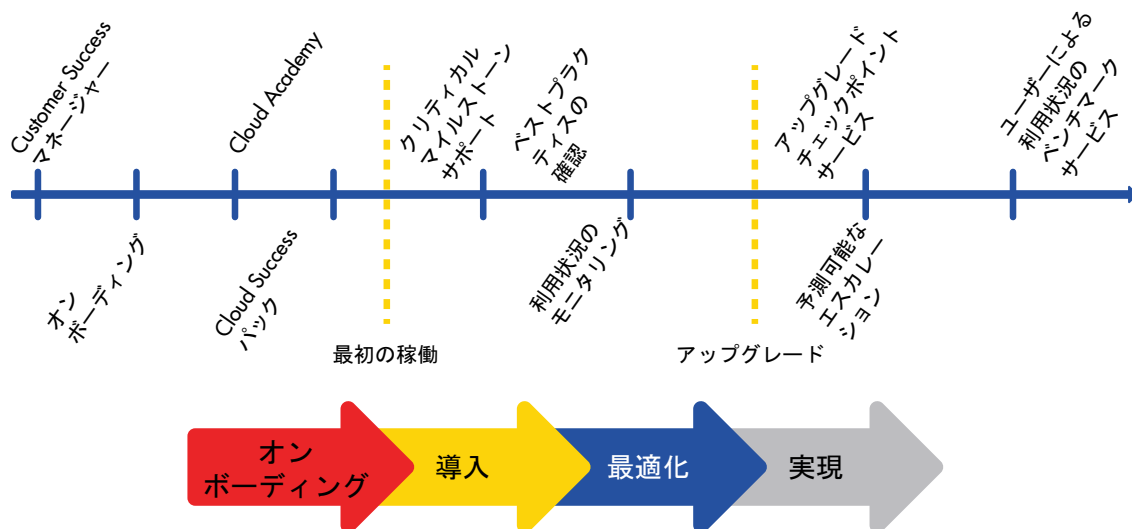 Customer Success
マネージャー
Cloud Academy
クリティカル
マイルストーン
サポート
ベストプラク
ティスの
確認
アップグレード
チェックポイント
サービス
ユーザーによる
利用状況の
ベンチマーク
サービス
オン
ボーディング
Cloud Success
パック
利用状況の
モニタリング
予測可能な
エスカレー
ション
最初の稼働
アップグレード
オン
ボーディング
導入
最適化
実現